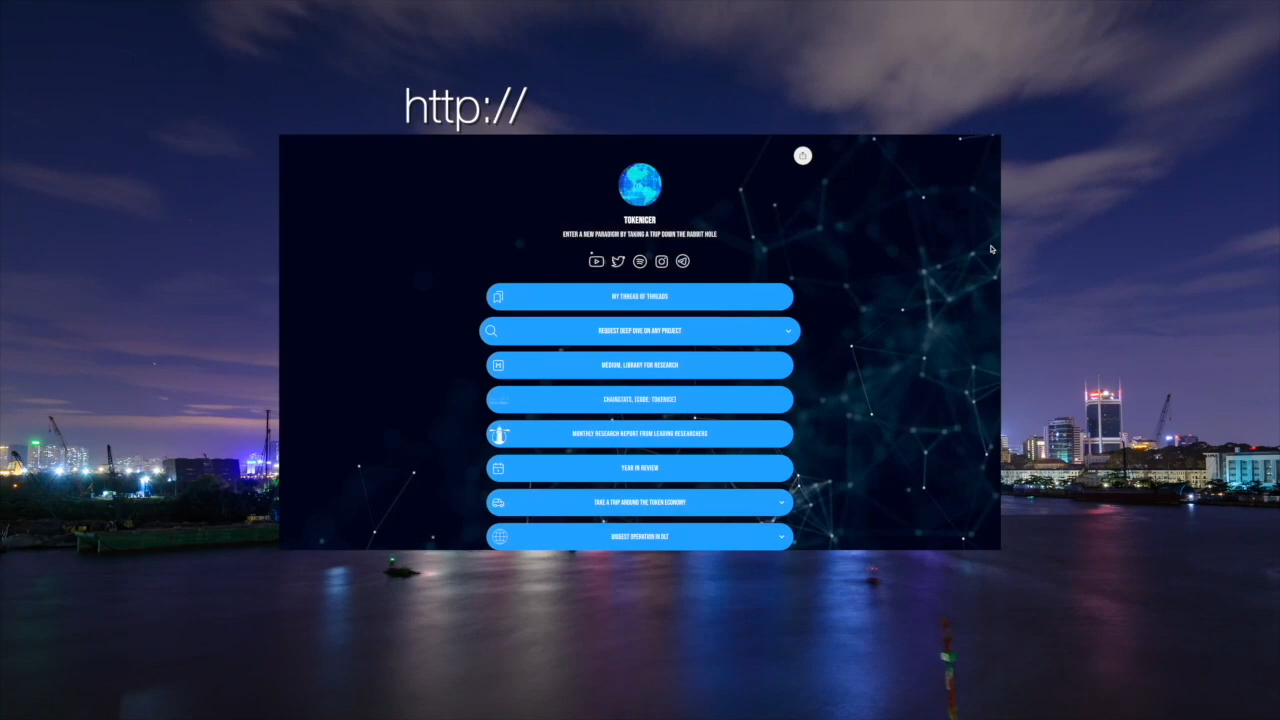 http://
TOKENICER
ENTER A NEW PARADIGM BY TAKING A TRIP DOWN THE RABBIT HOLE
MY THREAD OF THREADS
REQUEST DEEP DIVE ON ANY PROJECT
MEDIUM, LIBRARY FOR RESEARCH
CHAINSTATS, [CODE: TOKENICE]
MONTHLY RESEARCH REPORT FROM LEADING RESEARCHERS
YEAR IN REVIEW
TAKE A TRIP AROUND THE TOKEN ECONOMY
BIGGEST OPERATION IN DLT